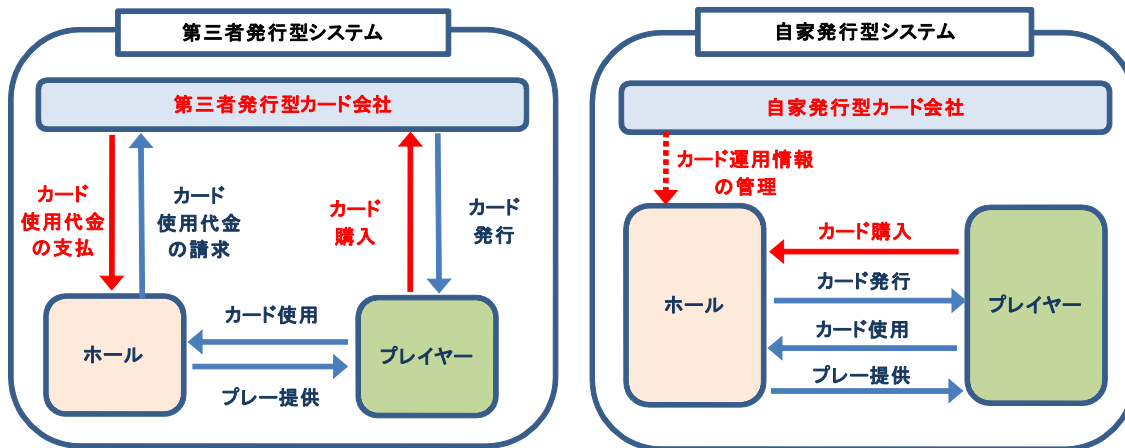 第三者発行型システム
第三者発行型カード会社
カード
使用代金
の支払
カード
使用代金
の請求
カード
購入
カード
発行
ホール
カード使用
プレー提供
プレイヤー
自家発行型システム
自家発行型カード会社
カード運用情報
の管理
ホール
カード購入
カード発行
カード使用
プレー提供
プレイヤー